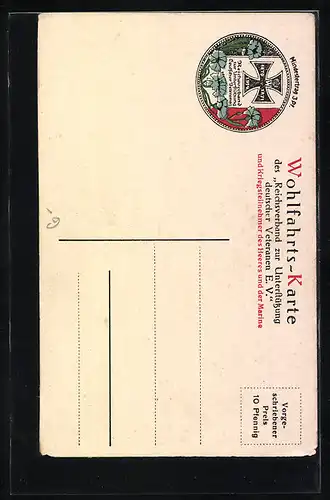 Wohlfahrts-Karte
des „Reichsverband zur Unterstützung
deutscher Veteranen E. V."
und Kriegsteilnehmer des Heeres und der Marine
Vorge-
schriebener
Preis
10 Pfennig